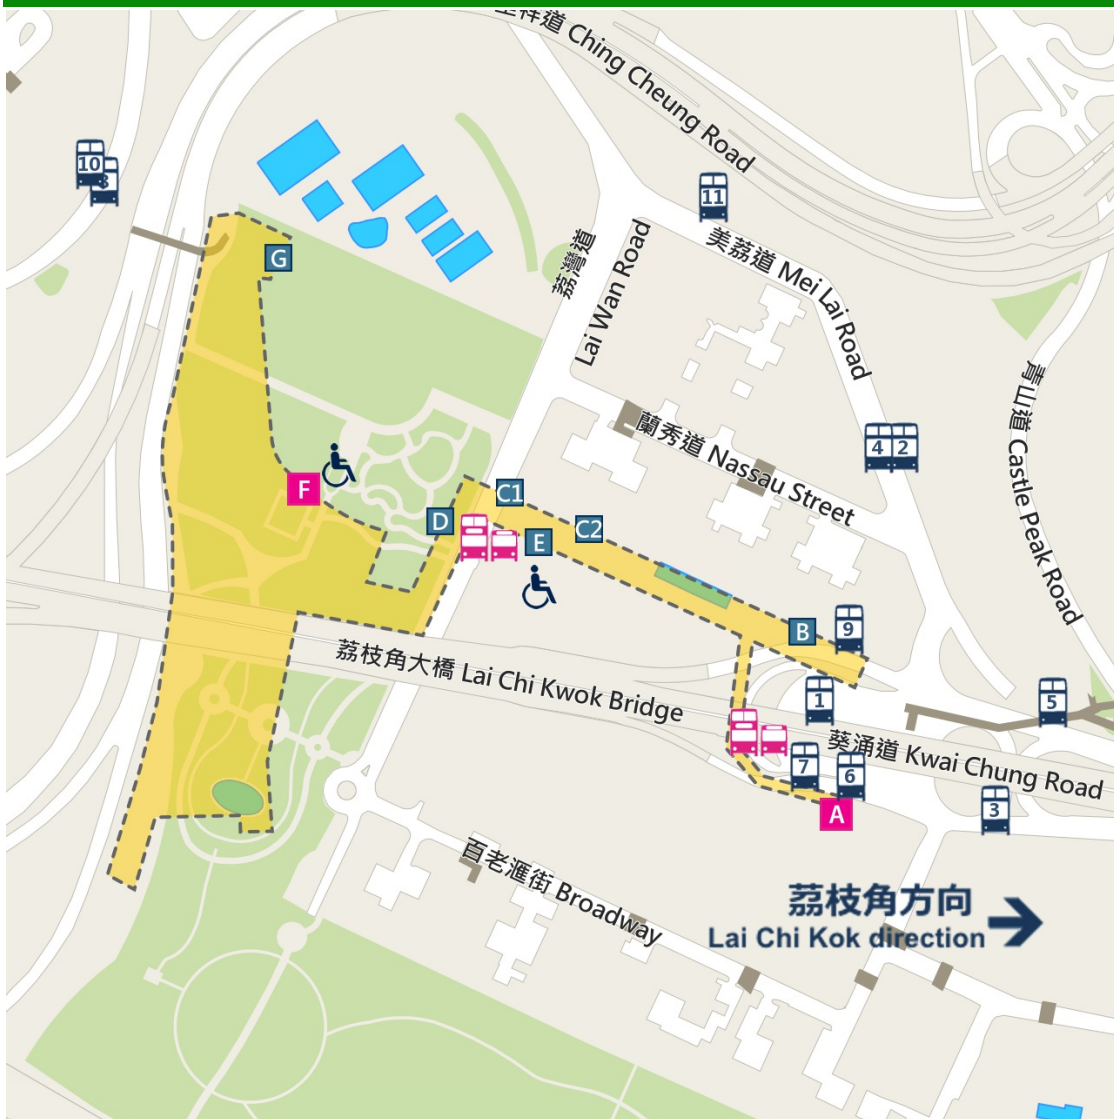 祥道 Ching Cheung Road
10
8
11
美荔道 Mei Lai Road
G
荔灣道
Lai Wan Road
青山道 Castle Peak Road
蘭秀道 Nassau Street
4
2
F
C1
D
E
C2
B
9
荔枝角大橋 Lai Chi Kwok Bridge
1
5
葵涌道 Kwai Chung Road
7
6
A
3
百老滙街 Broadway
荔枝角方向
Lai Chi Kok direction